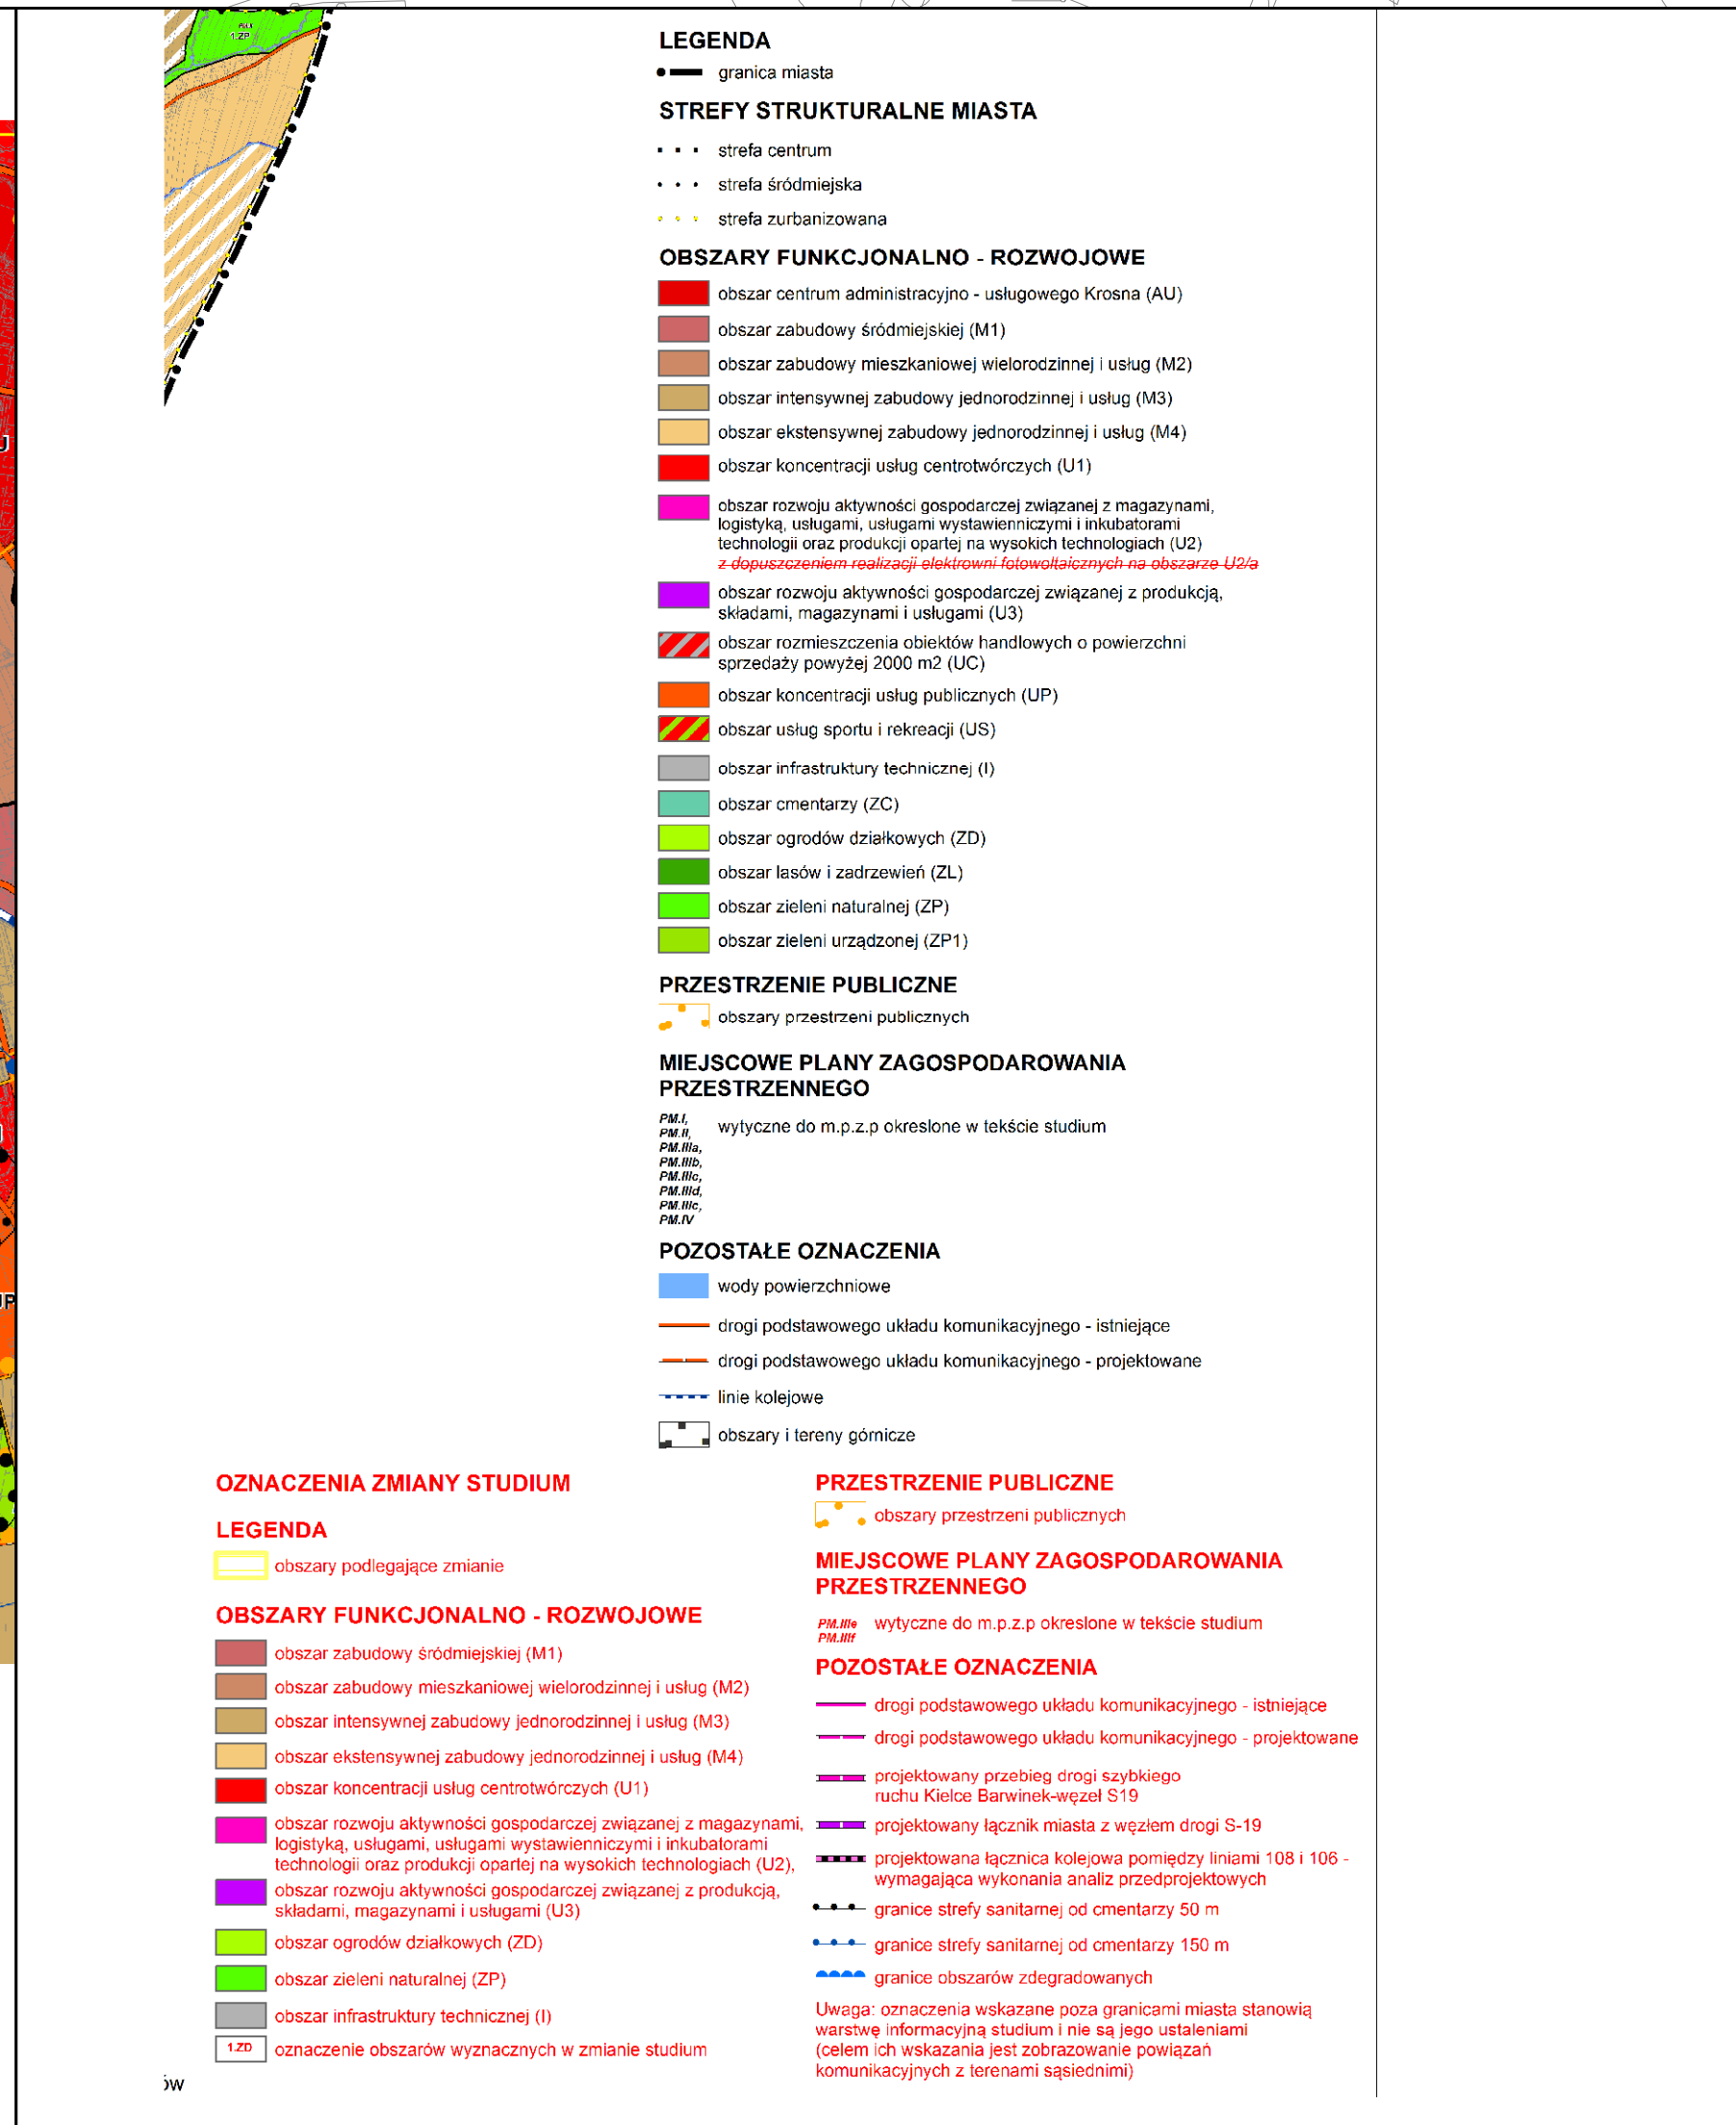 PM.X
1.ZP
LEGENDA
granica miasta
STREFY STRUKTURALNE MIASTA
strefa centrum
strefa śródmiejska
strefa zurbanizowana
OBSZARY FUNKCJONALNO - ROZWOJOWE
obszar centrum administracyjno - usługowego Krosna (AU)
obszar zabudowy śródmiejskiej (M1)
obszar zabudowy mieszkaniowej wielorodzinnej i usług (M2)
obszar intensywnej zabudowy jednorodzinnej i usług (M3)
obszar ekstensywnej zabudowy jednorodzinnej i usług (M4)
obszar koncentracji usług centrotwórczych (U1)
obszar rozwoju aktywności gospodarczej związanej z magazynami,
logistyką, usługami, usługami wystawienniczymi i inkubatorami
technologii oraz produkcji opartej na wysokich technologiach (U2)
z dopuszczeniem realizacji elektrowni fotowoltaicznych na obszarze U2/a
obszar rozwoju aktywności gospodarczej związanej z produkcją,
składami, magazynami i usługami (U3)
obszar rozmieszczenia obiektów handlowych o powierzchni
sprzedaży powyżej 2000 m2 (UC)
obszar koncentracji usług publicznych (UP)
obszar usług sportu i rekreacji (US)
obszar infrastruktury technicznej (I)
obszar cmentarzy (ZC)
obszar ogrodów działkowych (ZD)
obszar lasów i zadrzewień (ZL)
obszar zieleni naturalnej (ZP)
obszar zieleni urządzonej (ZP1)
PRZESTRZENIE PUBLICZNE
obszary przestrzeni publicznych
MIEJSCOWE PLANY ZAGOSPODAROWANIA
PRZESTRZENNEGO
PM.I,
PM.II,
PM.IIIa,
PM.IIIb,
PM.IIIc,
PM.IIId,
PM.IIIc,
PM.IV
wytyczne do m.p.z.p okreslone w tekście studium
POZOSTAŁE OZNACZENIA
wody powierzchniowe
drogi podstawowego układu komunikacyjnego - istniejące
drogi podstawowego układu komunikacyjnego - projektowane
linie kolejowe
obszary i tereny górnicze
OZNACZENIA ZMIANY STUDIUM
LEGENDA
obszary podlegające zmianie
OBSZARY FUNKCJONALNO - ROZWOJOWE
obszar zabudowy śródmiejskiej (M1)
obszar zabudowy mieszkaniowej wielorodzinnej i usług (M2)
obszar intensywnej zabudowy jednorodzinnej i usług (M3)
obszar ekstensywnej zabudowy jednorodzinnej i usług (M4)
obszar koncentracji usług centrotwórczych (U1)
obszar rozwoju aktywności gospodarczej związanej z magazynami,
logistyką, usługami, usługami wystawienniczymi i inkubatorami
technologii oraz produkcji opartej na wysokich technologiach (U2),
obszar rozwoju aktywności gospodarczej związanej z produkcją,
składami, magazynami i usługami (U3)
obszar ogrodów działkowych (ZD)
obszar zieleni naturalnej (ZP)
obszar infrastruktury technicznej (I)
1.ZD oznaczenie obszarów wyznacznych w zmianie studium
PRZESTRZENIE PUBLICZNE
obszary przestrzeni publicznych
MIEJSCOWE PLANY ZAGOSPODAROWANIA
PRZESTRZENNEGO
PM.IIIe
PM.IIIf
wytyczne do m.p.z.p okreslone w tekście studium
POZOSTAŁE OZNACZENIA
drogi podstawowego układu komunikacyjnego - istniejące
drogi podstawowego układu komunikacyjnego - projektowane
projektowany przebieg drogi szybkiego
ruchu Kielce Barwinek-węzeł S19
projektowany łącznik miasta z węzłem drogi S-19
projektowana łącznica kolejowa pomiędzy liniami 108 i 106 -
wymagająca wykonania analiz przedprojektowych
granice strefy sanitarnej od cmentarzy 50 m
granice strefy sanitarnej od cmentarzy 150 m
granice obszarów zdegradowanych
Uwaga: oznaczenia wskazane poza granicami miasta stanowią
warstwę informacyjną studium i nie są jego ustaleniami
(celem ich wskazania jest zobrazowanie powiązań
komunikacyjnych z terenami sąsiednimi)
ów